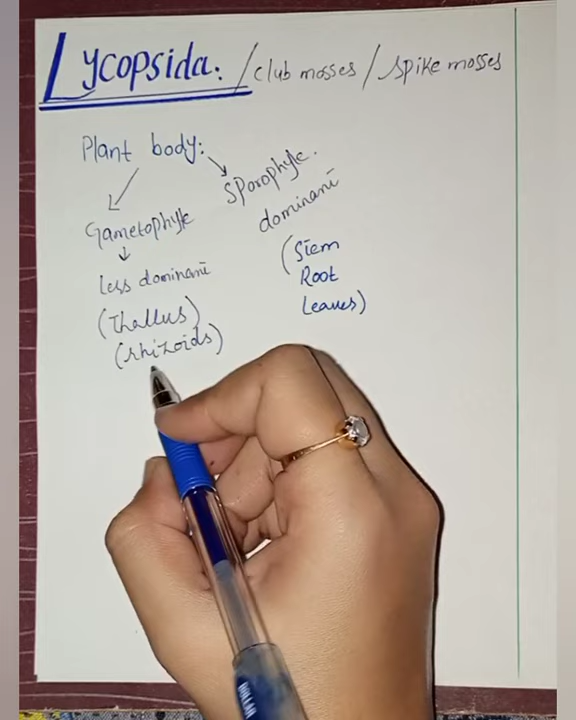 Lycopsida: / club mosses / spike mosses
Plant body:
Gametophyte
less dominant
(Thallus)
(rhizoids)
Sporophyte.
dominant
(Stem
Root
Leaves)